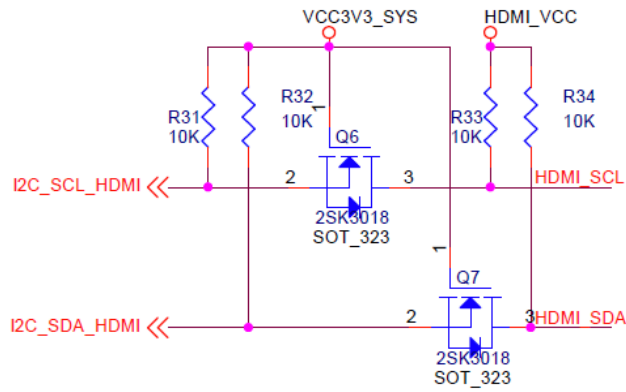 VCC3V3_SYS
HDMI_VCC
R31
10K
R32
10K
1
Q6
R33
10K
R34
10K
I2C_SCL_HDMI
2
3
HDMI_SCL
2SK3018
SOT_323
1
Q7
I2C_SDA_HDMI
2
3
HDMI_SDA
2SK3018
SOT_323